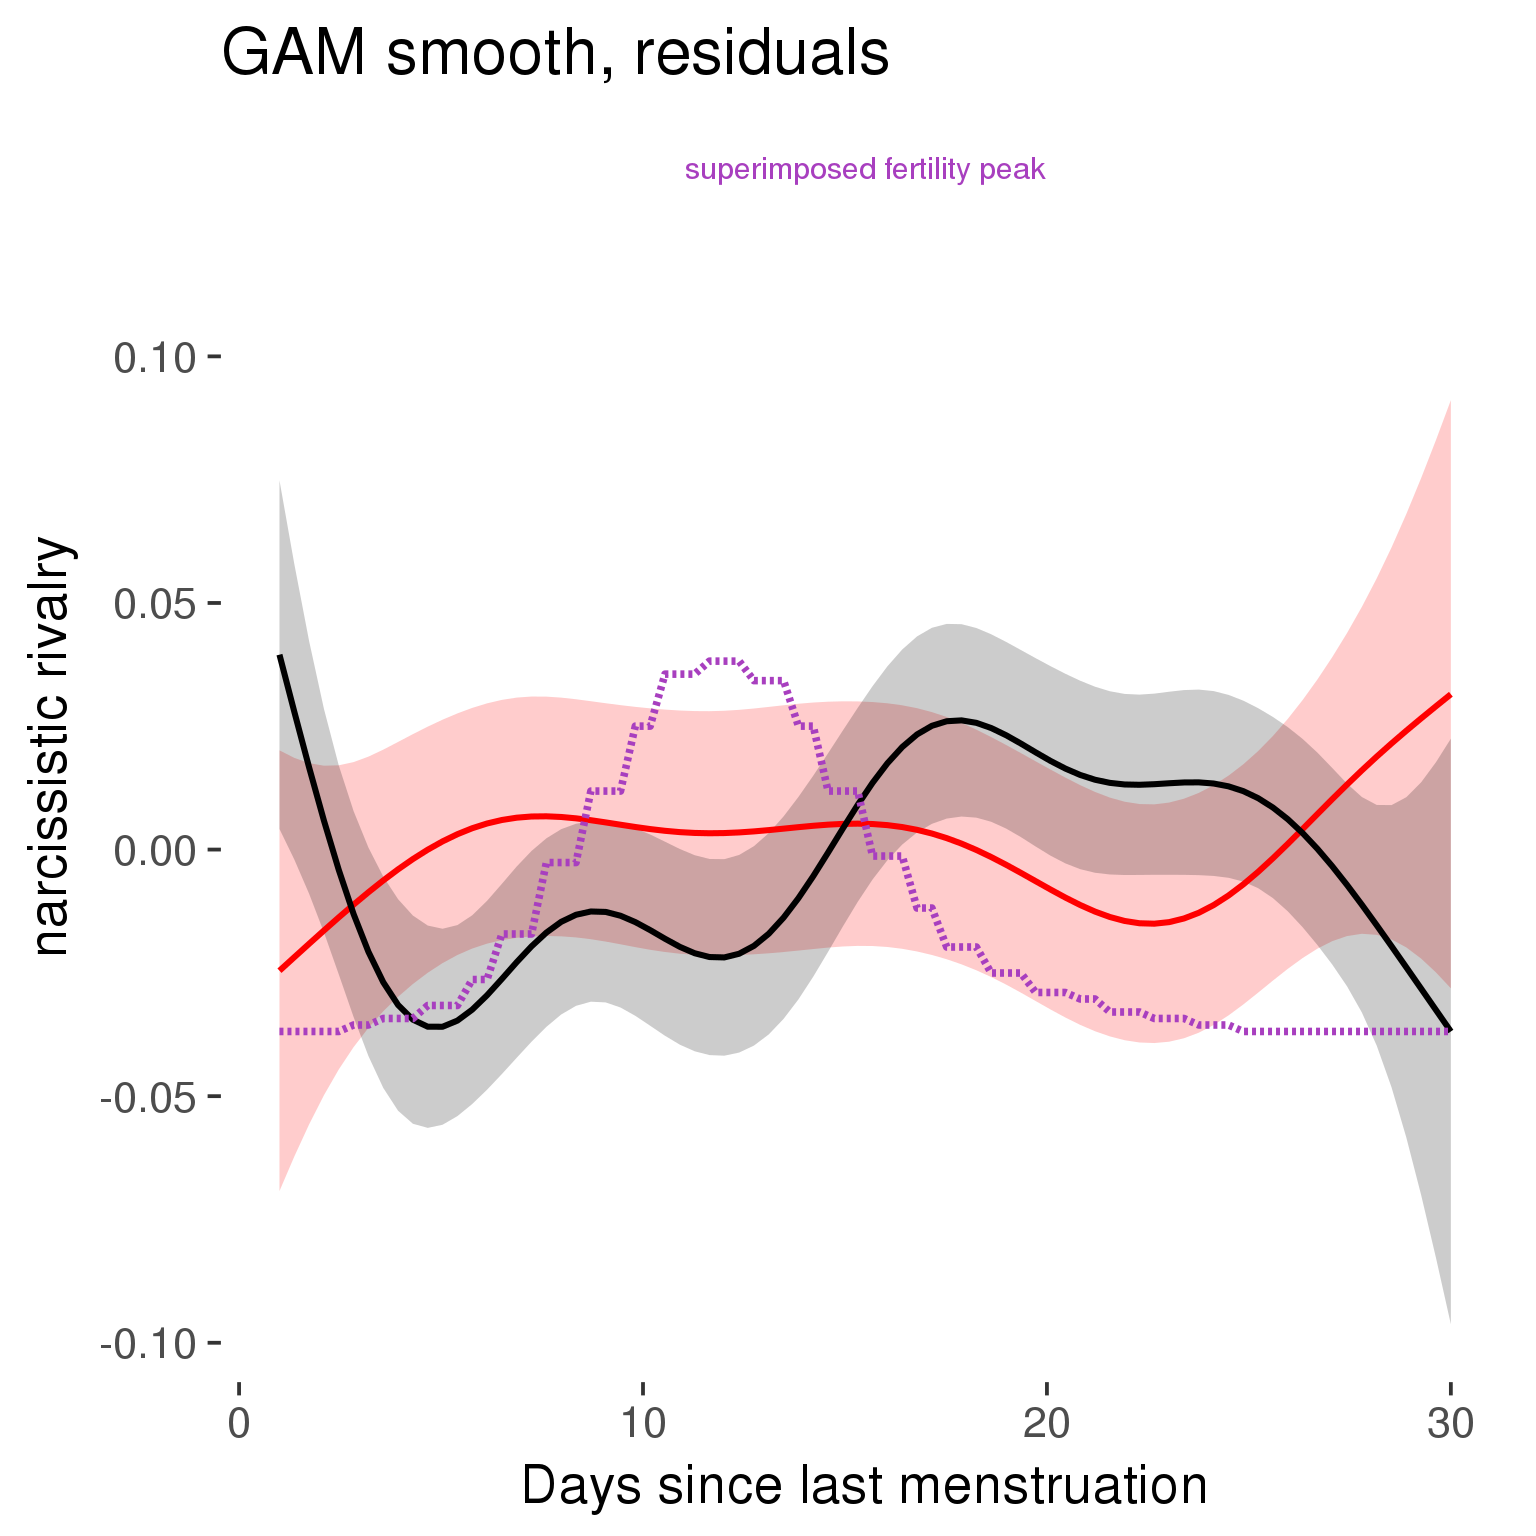 GAM smooth, residuals
superimposed fertility peak
narcissistic rivalry
0.10
0.05
0.00
-0.05
-0.10
0 10 20 30
Days since last menstruation